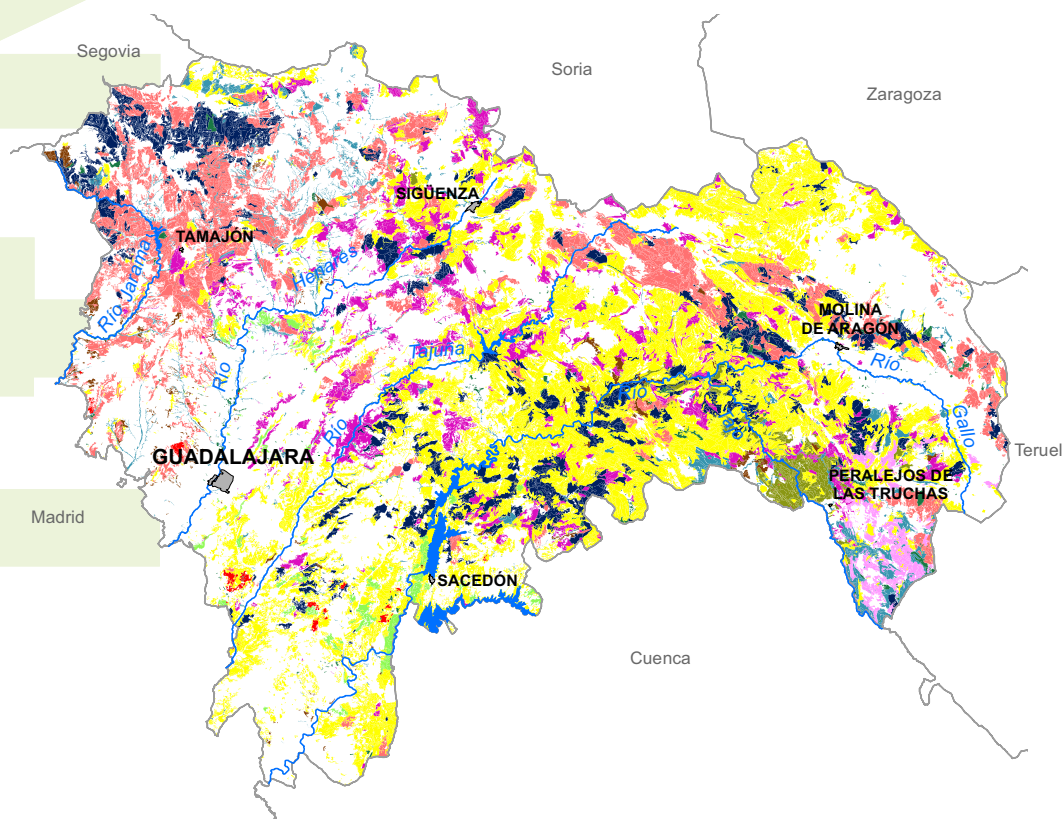 Segovia
Soria
Zaragoza
SIGÜENZA
TAMAJÓN
Río Jarama
Henares
Río
MOLINA
DE ARAGÓN
Tajuña
Río
Río
Gallo
Río
GUADALAJARA
Teruel
PERALEJOS DE
LAS TRUCHAS
Madrid
SACEDÓN
Cuenca